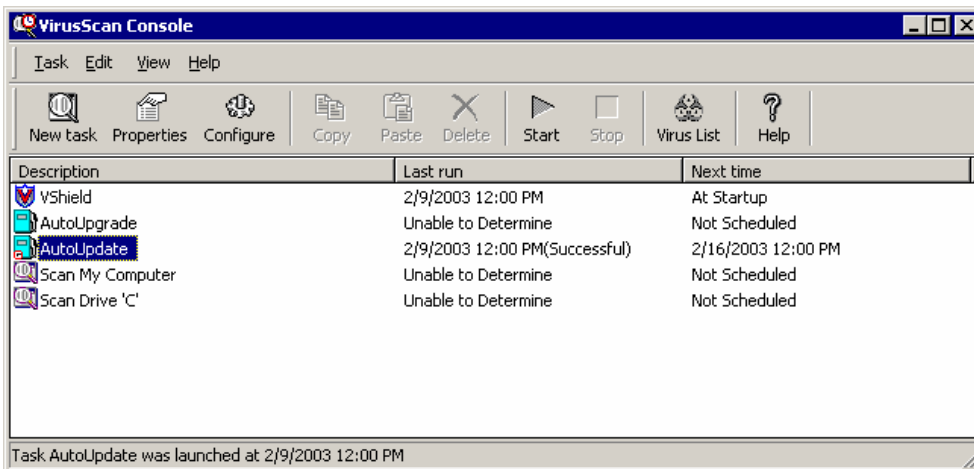 VirusScan Console
Task Edit View Help
New task Properties Configure Copy Paste Delete Start Stop Virus List Help
Description Last run Next time
VShield 2/9/2003 12:00 PM At Startup
AutoUpgrade Unable to Determine Not Scheduled
AutoUpdate 2/9/2003 12:00 PM(Successful) 2/16/2003 12:00 PM
Scan My Computer Unable to Determine Not Scheduled
Scan Drive 'C' Unable to Determine Not Scheduled
Task AutoUpdate was launched at 2/9/2003 12:00 PM